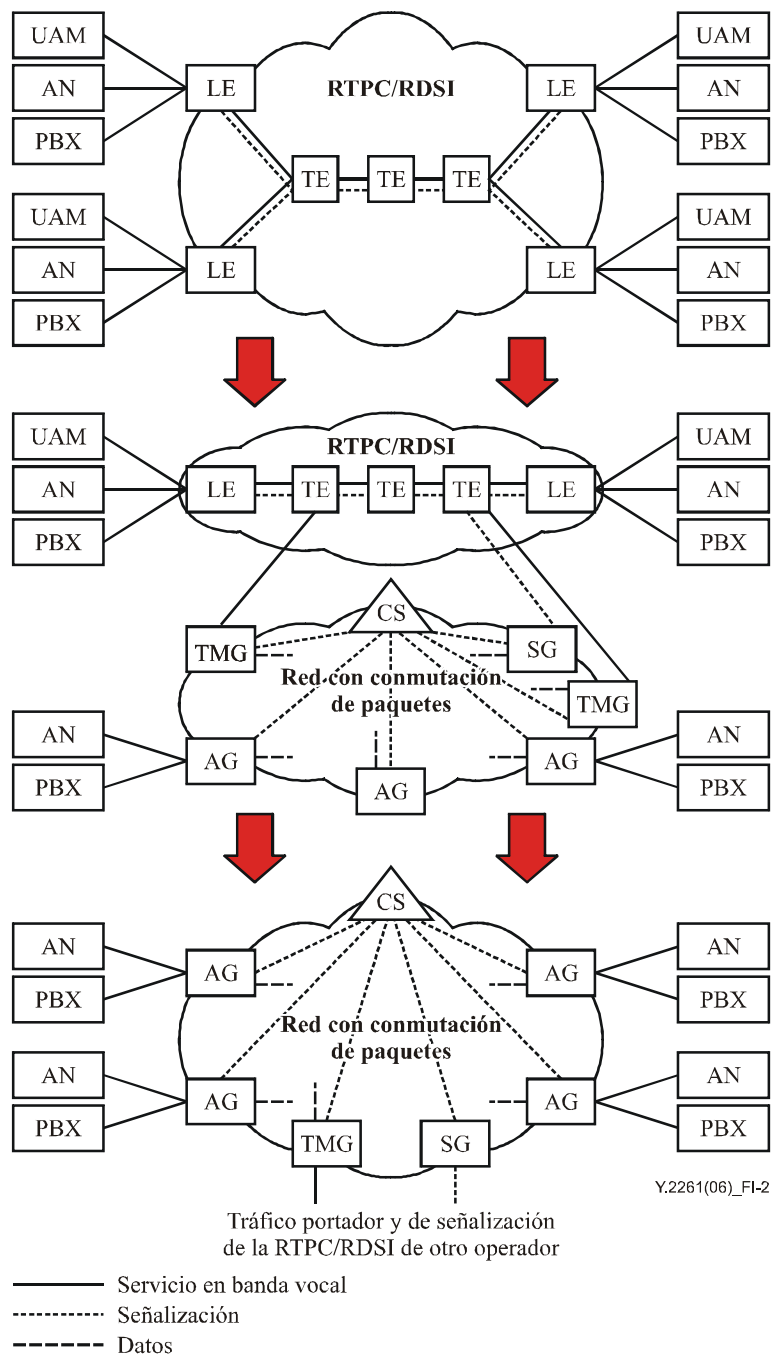 UAM
UAM
LE
RTPC/RDSI
LE
AN
AN
PBX
PBX
TE
TE
TE
UAM
UAM
LE
LE
AN
AN
PBX
PBX
UAM
UAM
RTPC/RDSI
AN
LE
TE
TE
TE
LE
AN
PBX
PBX
CS
TMG
SG
Red con conmutación
de paquetes
TMG
AN
AN
AG
AG
AG
PBX
PBX
CS
AN
AN
AG
AG
PBX
PBX
Red con conmutación
de paquetes
AN
AN
AG
AG
PBX
PBX
TMG
SG
Y.2261(06)_FI-2
Tráfico portador y de señalización
de la RTPC/RDSI de otro operador
Servicio en banda vocal
Señalización
Datos